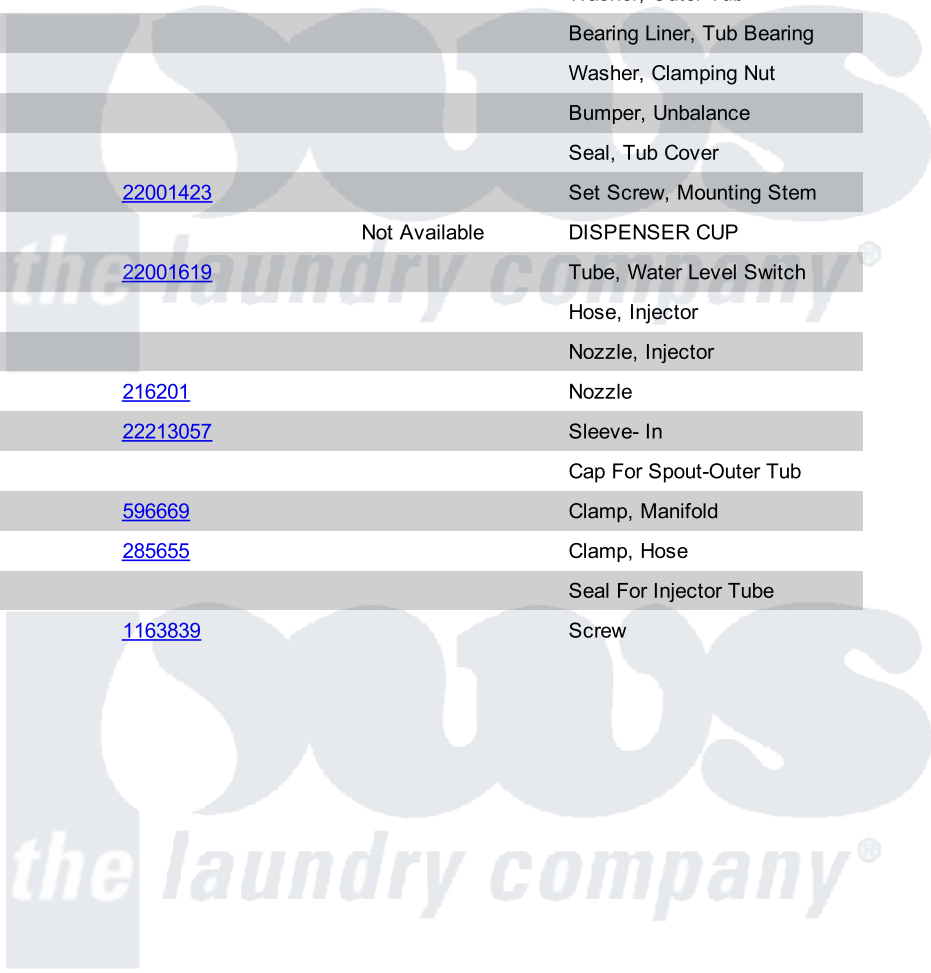 Bearing Liner, Tub Bearing
Washer, Clamping Nut
Bumper, Unbalance
Seal, Tub Cover
22001423 Set Screw, Mounting Stem
Not Available DISPENSER CUP
22001619 Tube, Water Level Switch
Hose, Injector
Nozzle, Injector
216201 Nozzle
22213057 Sleeve- In
Cap For Spout-Outer Tub
596669 Clamp, Manifold
285655 Clamp, Hose
Seal For Injector Tube
1163839 Screw
pws
the laundry company®
pws
the laundry company®